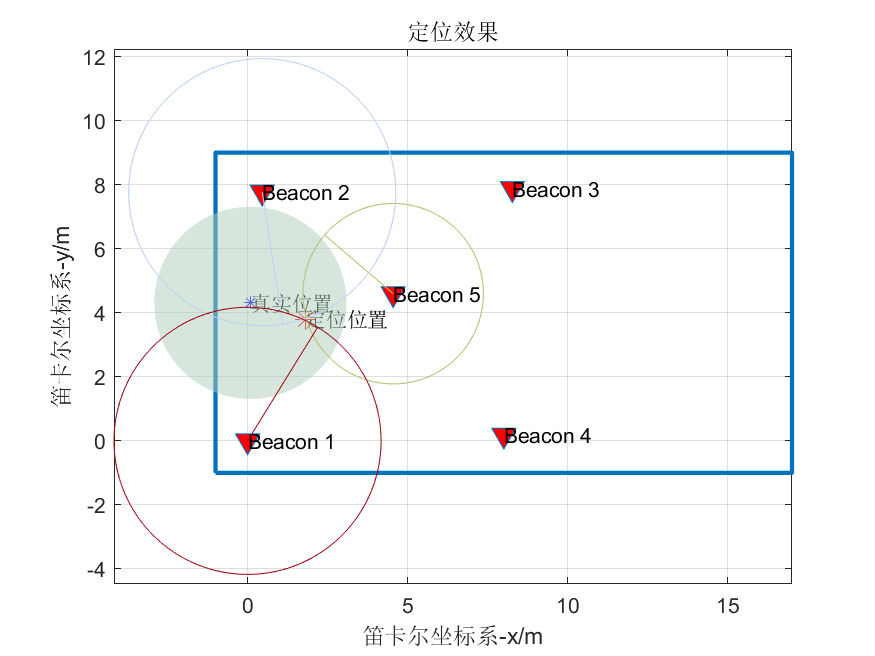 定位效果
12
10
8
6
4
2
0
-2
-4
笛卡尔坐标系-y/m
Beacon 2
Beacon 3
Beacon 5
真实位置
定位位置
Beacon 1
Beacon 4
0
5
10
15
笛卡尔坐标系-x/m